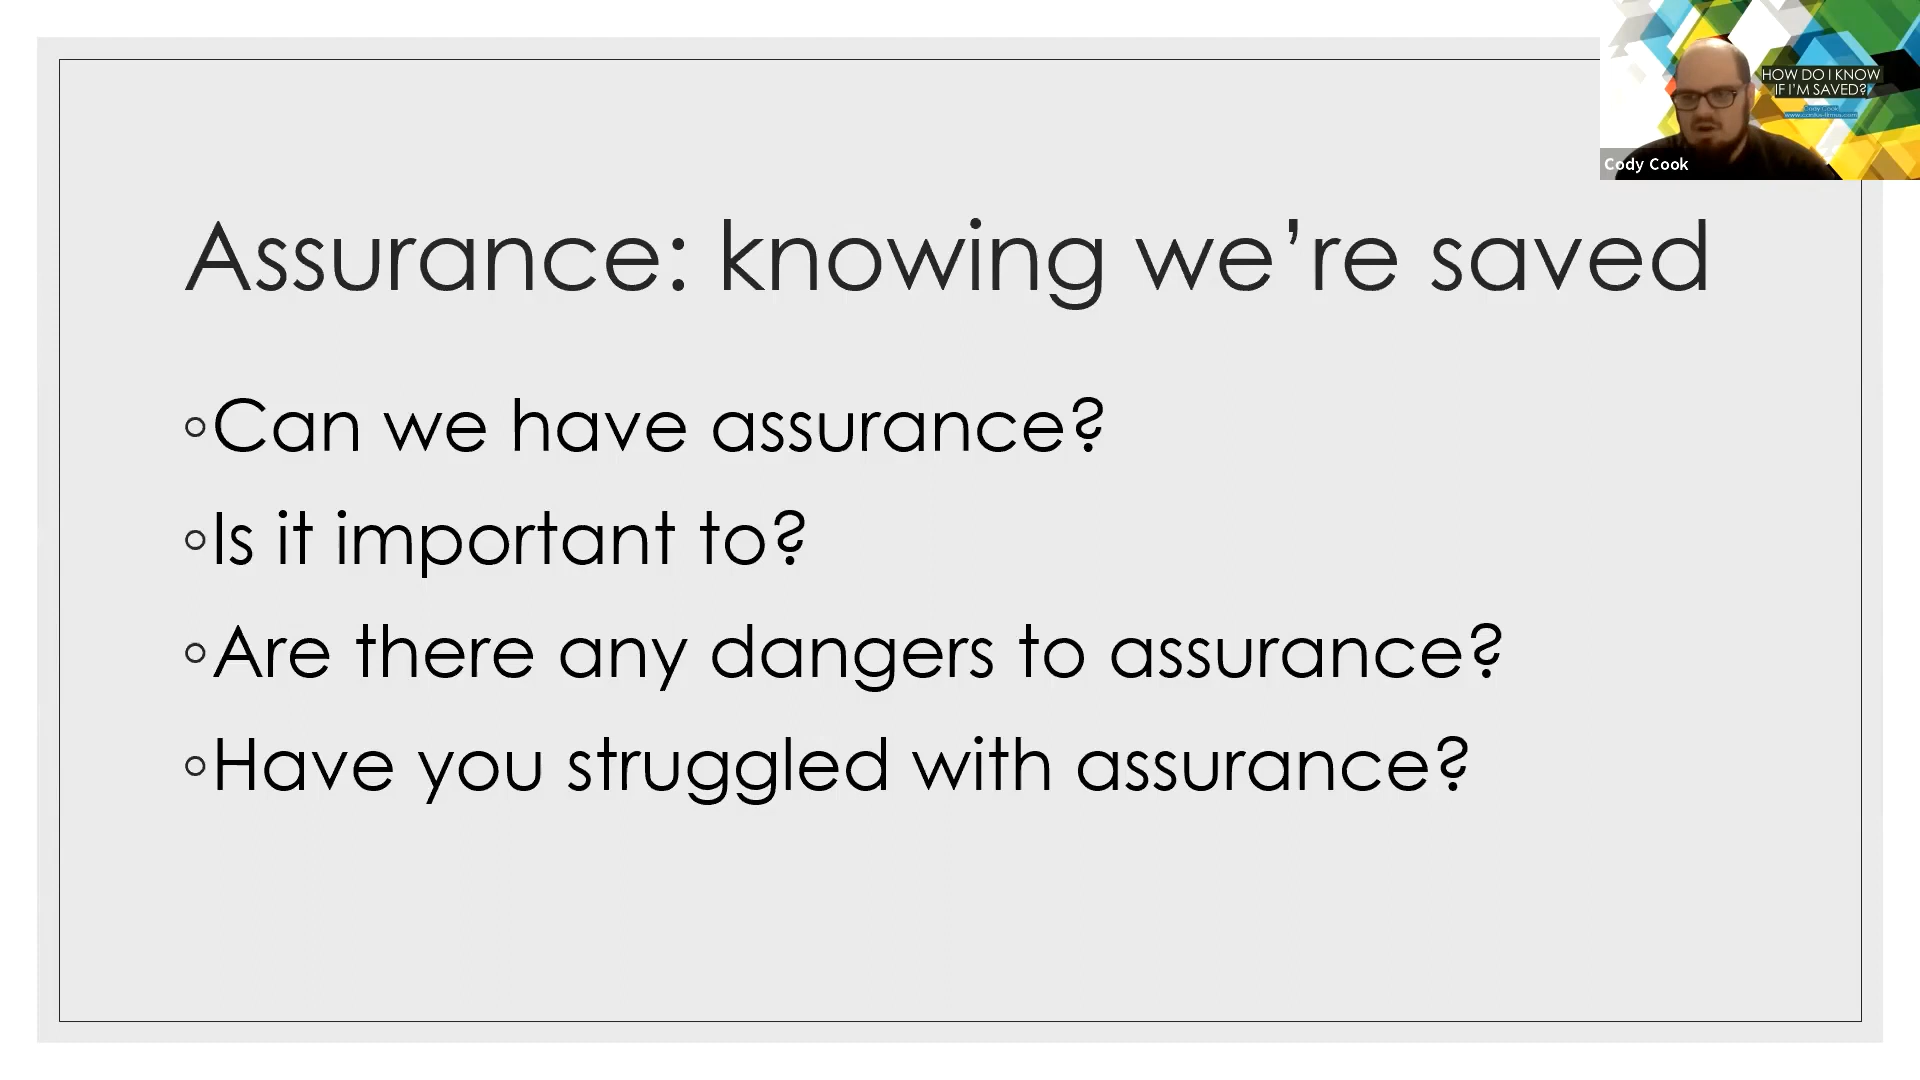 HOW DO I KNOW
IF I'M SAVED?
Cody Cook
Cody Cook
Assurance: knowing we’re saved
◦Can we have assurance?
◦Is it important to?
◦Are there any dangers to assurance?
◦Have you struggled with assurance?